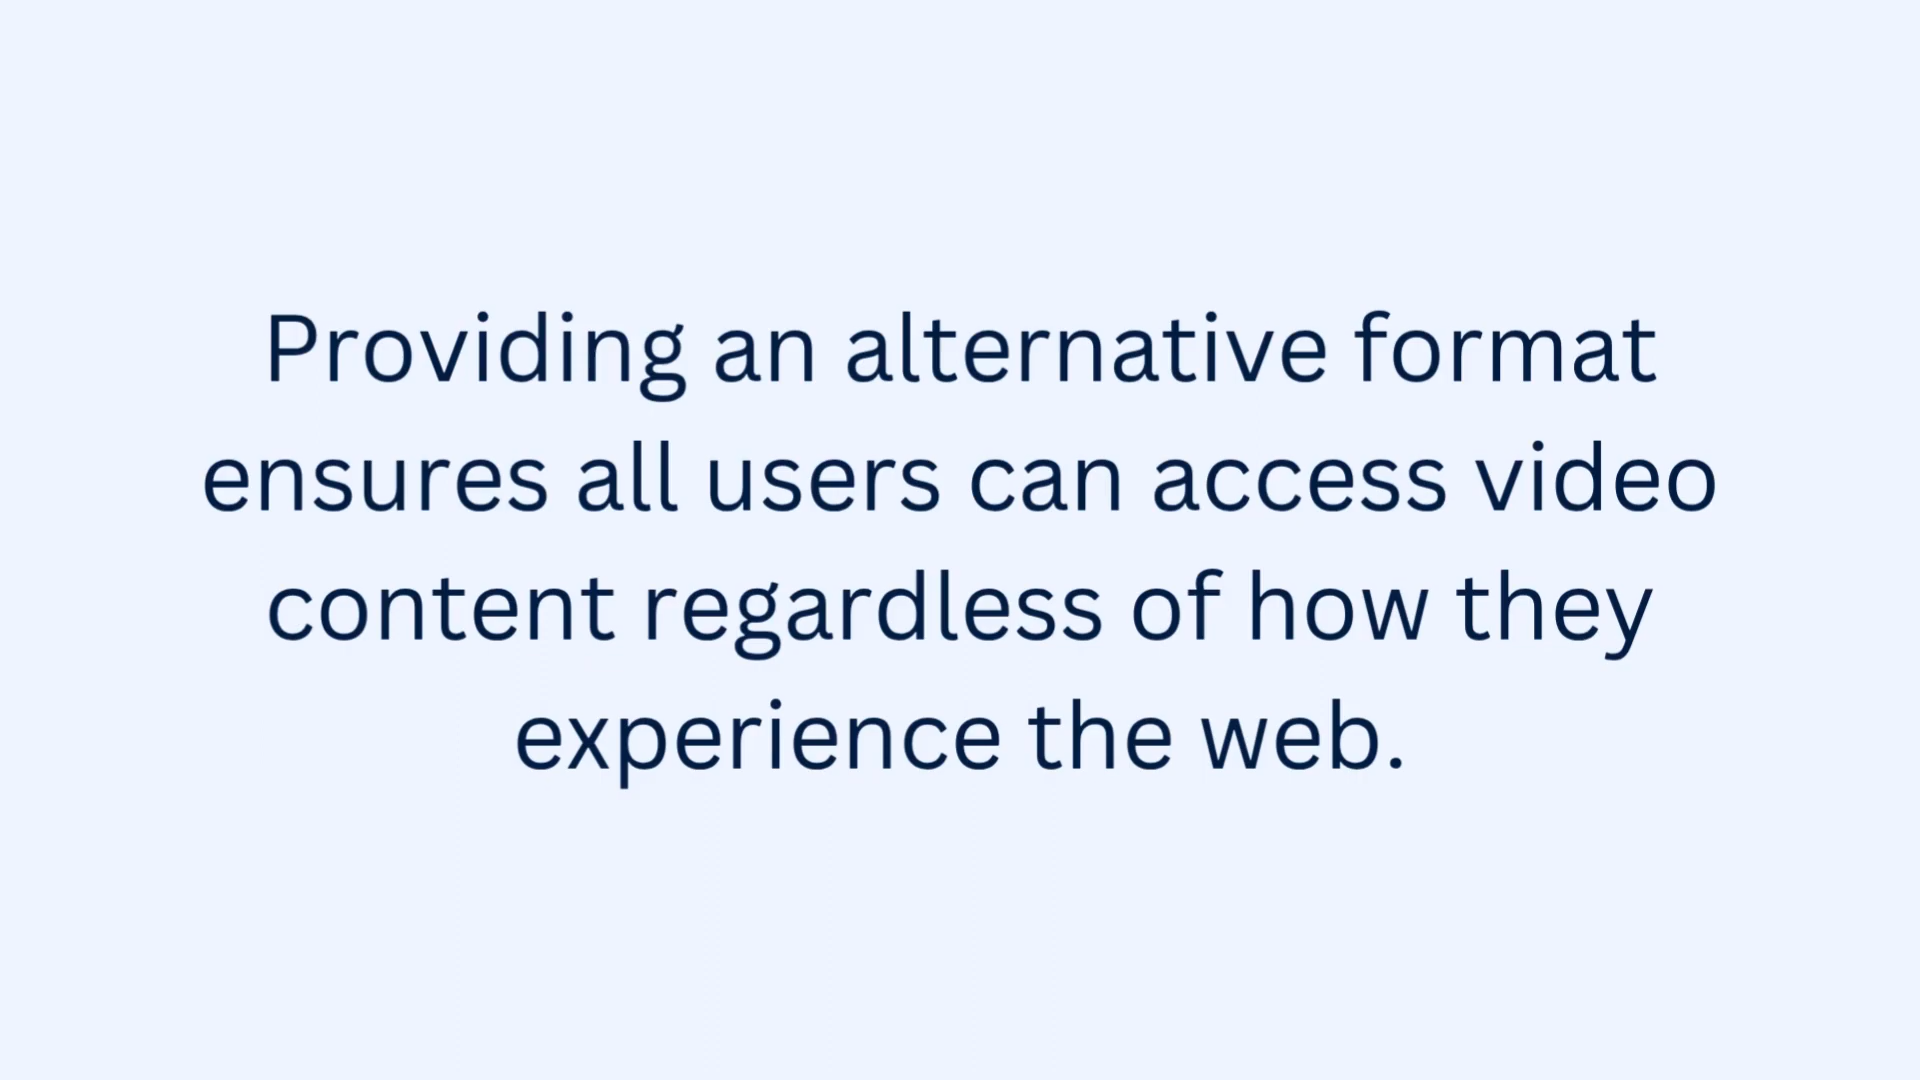 Providing an alternative format
ensures all users can access video
content regardless of how they
experience the web.